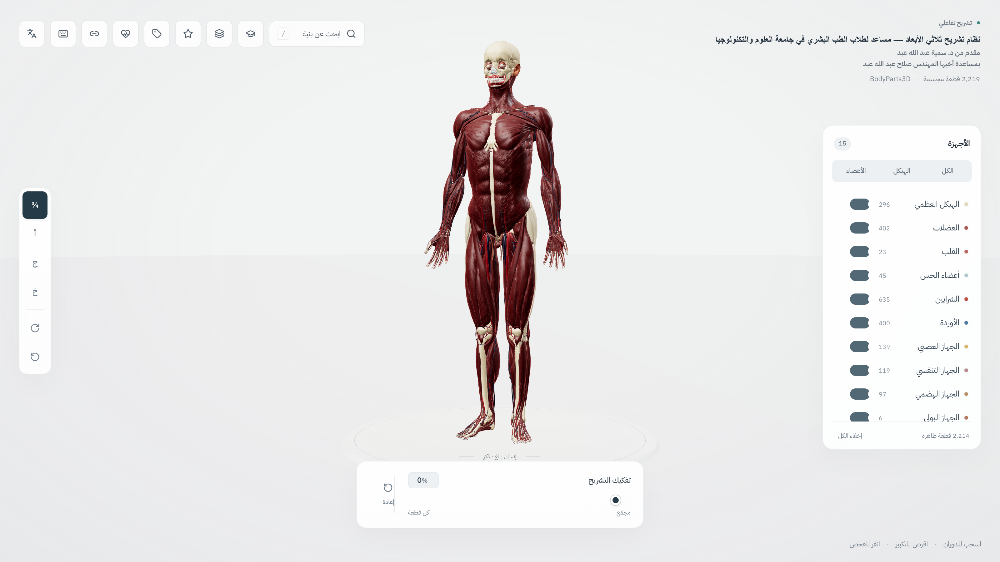 تشريح تفاعلي
نظام تشريح ثلاثي الأبعاد — مساعد لطلاب الطب البشري في جامعة العلوم والتكنولوجيا
مقدم من د. سمية عبد الله عبد
بمساعدة أخيها المهندس صلاح عبد الله عبد
2,219 قطعة مجسمة · BodyParts3D
ابحث عن بنية /
الأجهزة 15
الكل الهيكل الأعضاء
الهيكل العظمي 296
العضلات 402
القلب 23
أعضاء الحس 45
الشرايين 635
الأوردة 400
الجهاز العصبي 139
الجهاز التنفسي 119
الجهاز الهضمي 97
الجهاز البولي 6
2,214 قطعة ظاهرة إخفاء الكل
¾
أ
ج
خ
إنسان بالغ · ذكر
تفكيك التشريح 0%
إعادة
مجمّع كل قطعة
اسحب للدوران · اقرص للتكبير · انقر للفحص